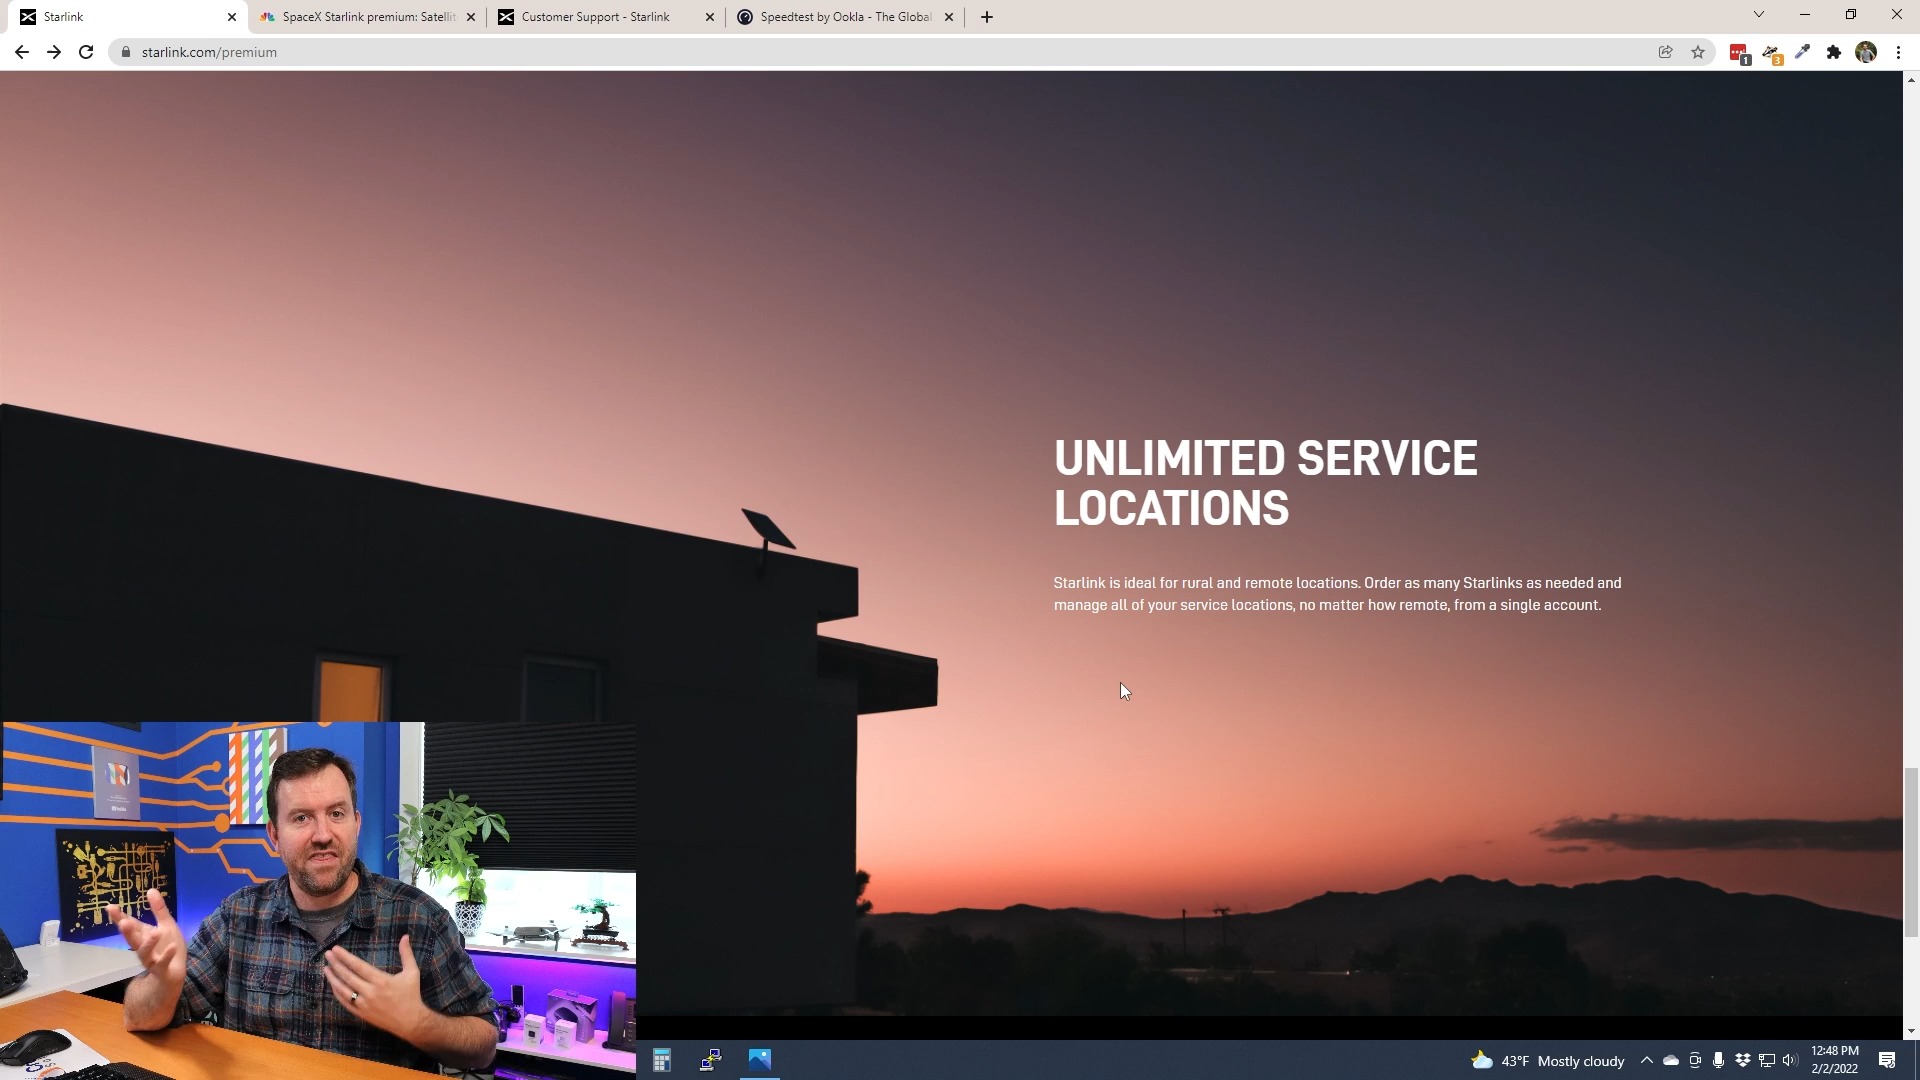 Starlink
SpaceX Starlink premium: Satellit
Customer Support - Starlink
Speedtest by Ookla - The Global
starlink.com/premium
1
3
UNLIMITED SERVICE
LOCATIONS
Starlink is ideal for rural and remote locations. Order as many Starlinks as needed and
manage all of your service locations, no matter how remote, from a single account.
43°F Mostly cloudy
12:48 PM
2/2/2022